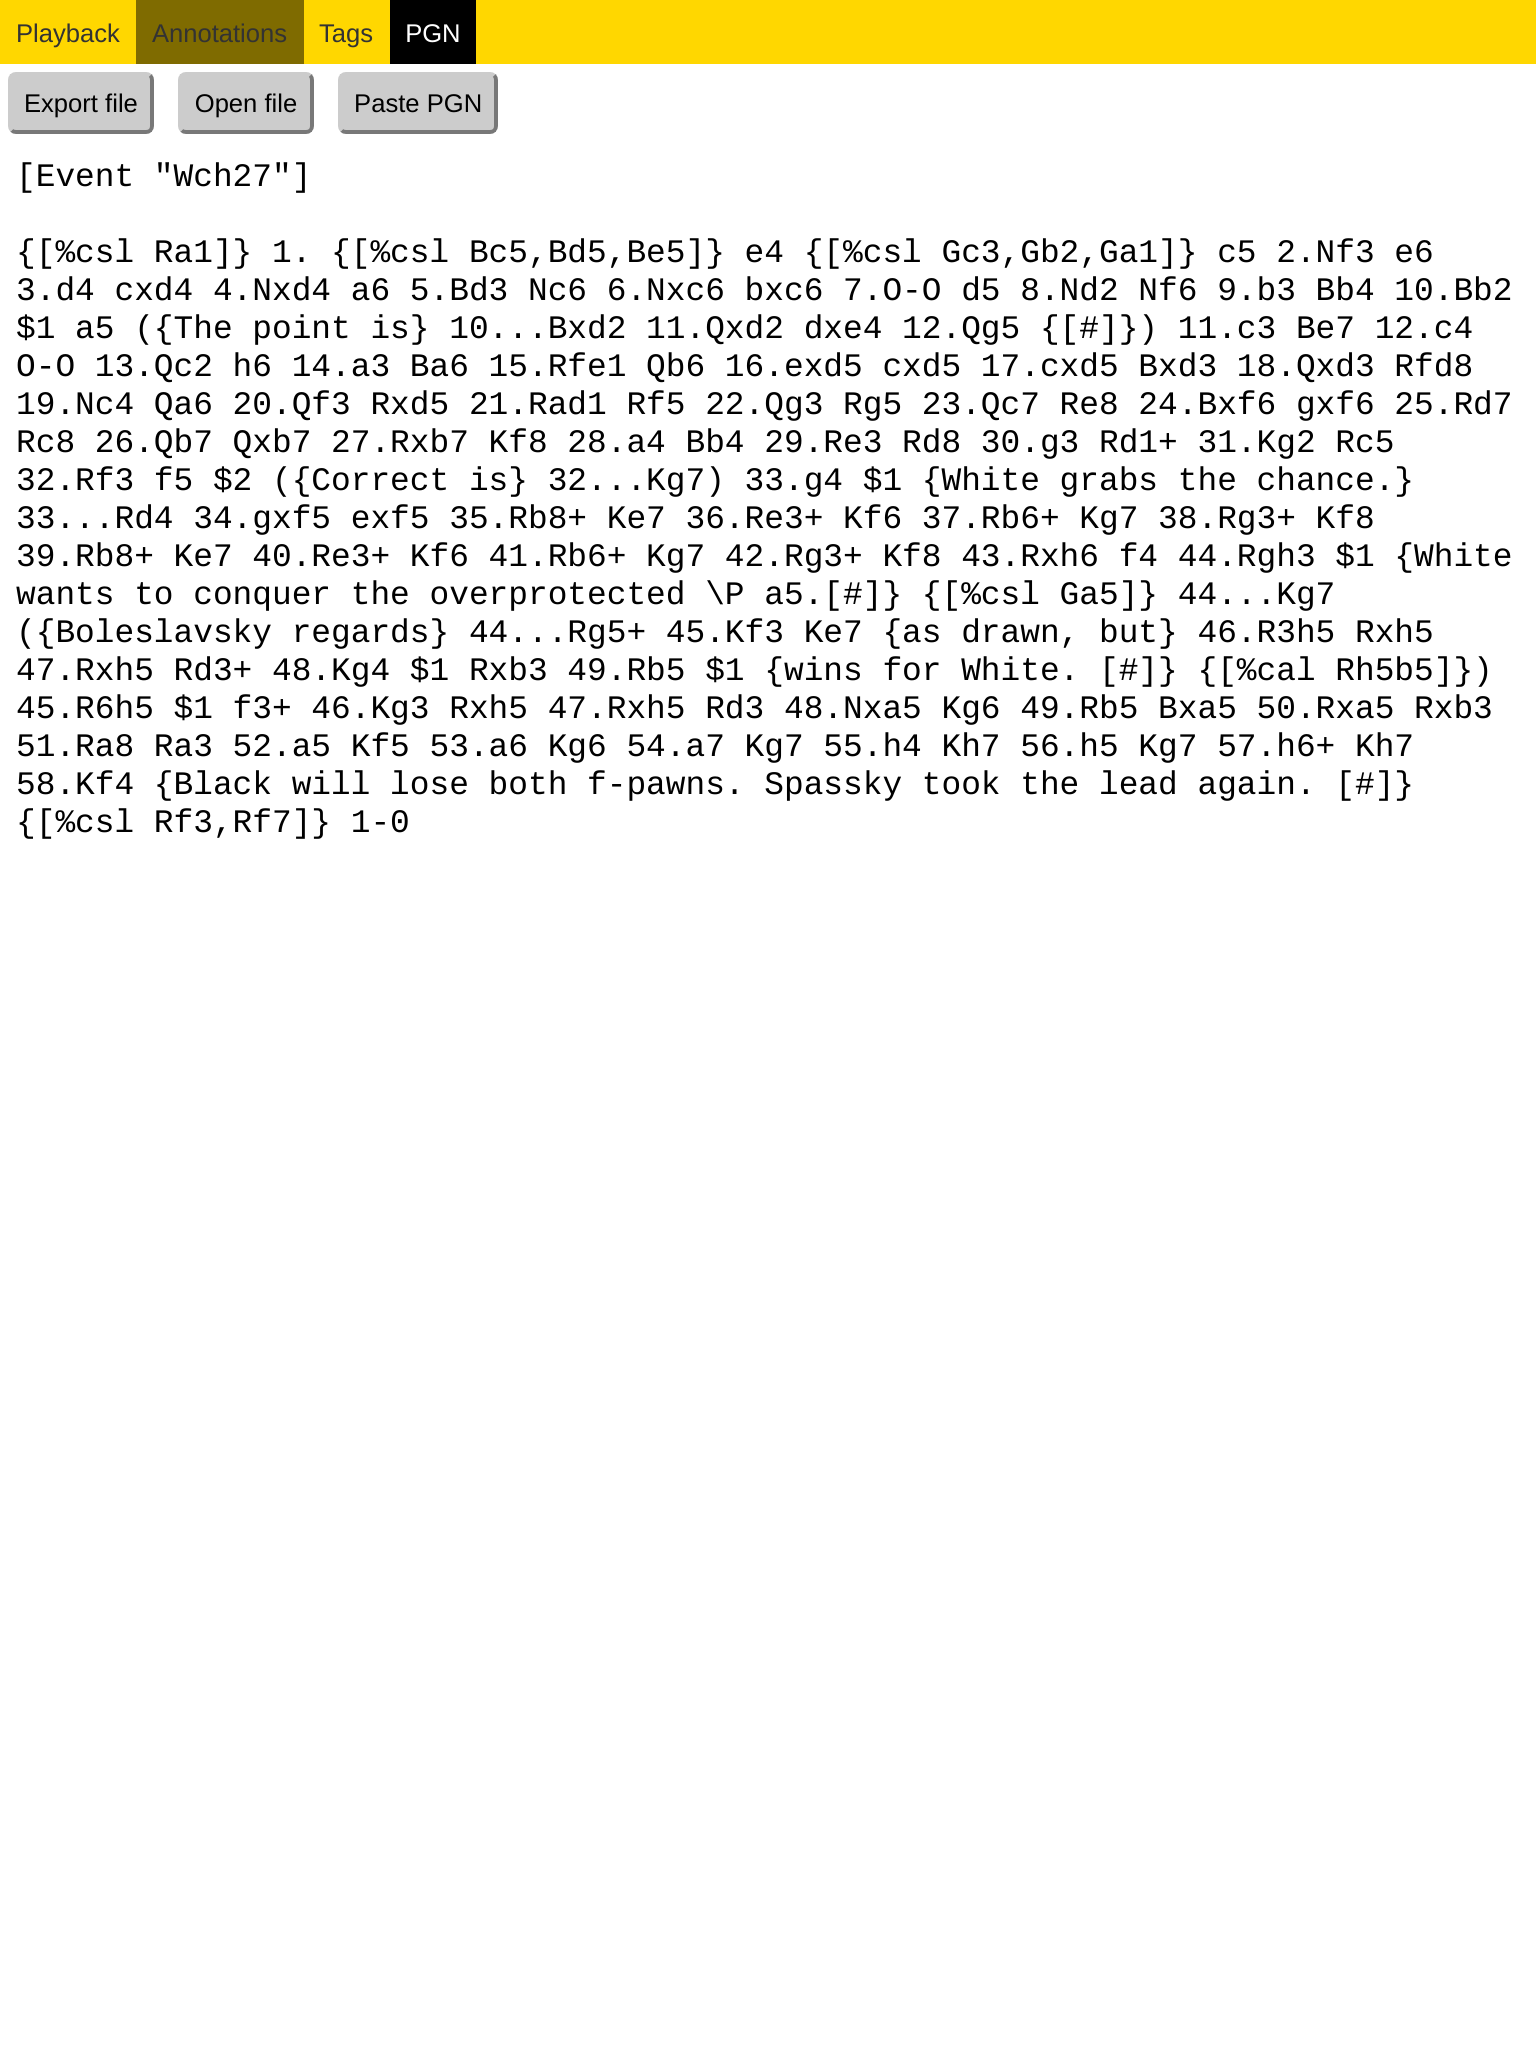 Playback Annotations Tags PGN
Export file Open file Paste PGN
[Event "Wch27"]
{[%csl Ra1]} 1. {[%csl Bc5,Bd5,Be5]} e4 {[%csl Gc3,Gb2,Ga1]} c5 2.Nf3 e6
3.d4 cxd4 4.Nxd4 a6 5.Bd3 Nc6 6.Nxc6 bxc6 7.O-O d5 8.Nd2 Nf6 9.b3 Bb4 10.Bb2
$1 a5 ({The point is} 10...Bxd2 11.Qxd2 dxe4 12.Qg5 {[#]}) 11.c3 Be7 12.c4
O-O 13.Qc2 h6 14.a3 Ba6 15.Rfe1 Qb6 16.exd5 cxd5 17.cxd5 Bxd3 18.Qxd3 Rfd8
19.Nc4 Qa6 20.Qf3 Rxd5 21.Rad1 Rf5 22.Qg3 Rg5 23.Qc7 Re8 24.Bxf6 gxf6 25.Rd7
Rc8 26.Qb7 Qxb7 27.Rxb7 Kf8 28.a4 Bb4 29.Re3 Rd8 30.g3 Rd1+ 31.Kg2 Rc5
32.Rf3 f5 $2 ({Correct is} 32...Kg7) 33.g4 $1 {White grabs the chance.}
33...Rd4 34.gxf5 exf5 35.Rb8+ Ke7 36.Re3+ Kf6 37.Rb6+ Kg7 38.Rg3+ Kf8
39.Rb8+ Ke7 40.Re3+ Kf6 41.Rb6+ Kg7 42.Rg3+ Kf8 43.Rxh6 f4 44.Rgh3 $1 {White
wants to conquer the overprotected \P a5.[#]} {[%csl Ga5]} 44...Kg7
({Boleslavsky regards} 44...Rg5+ 45.Kf3 Ke7 {as drawn, but} 46.R3h5 Rxh5
47.Rxh5 Rd3+ 48.Kg4 $1 Rxb3 49.Rb5 $1 {wins for White. [#]} {[%cal Rh5b5]})
45.R6h5 $1 f3+ 46.Kg3 Rxh5 47.Rxh5 Rd3 48.Nxa5 Kg6 49.Rb5 Bxa5 50.Rxa5 Rxb3
51.Ra8 Ra3 52.a5 Kf5 53.a6 Kg6 54.a7 Kg7 55.h4 Kh7 56.h5 Kg7 57.h6+ Kh7
58.Kf4 {Black will lose both f-pawns. Spassky took the lead again. [#]}
{[%csl Rf3,Rf7]} 1-0